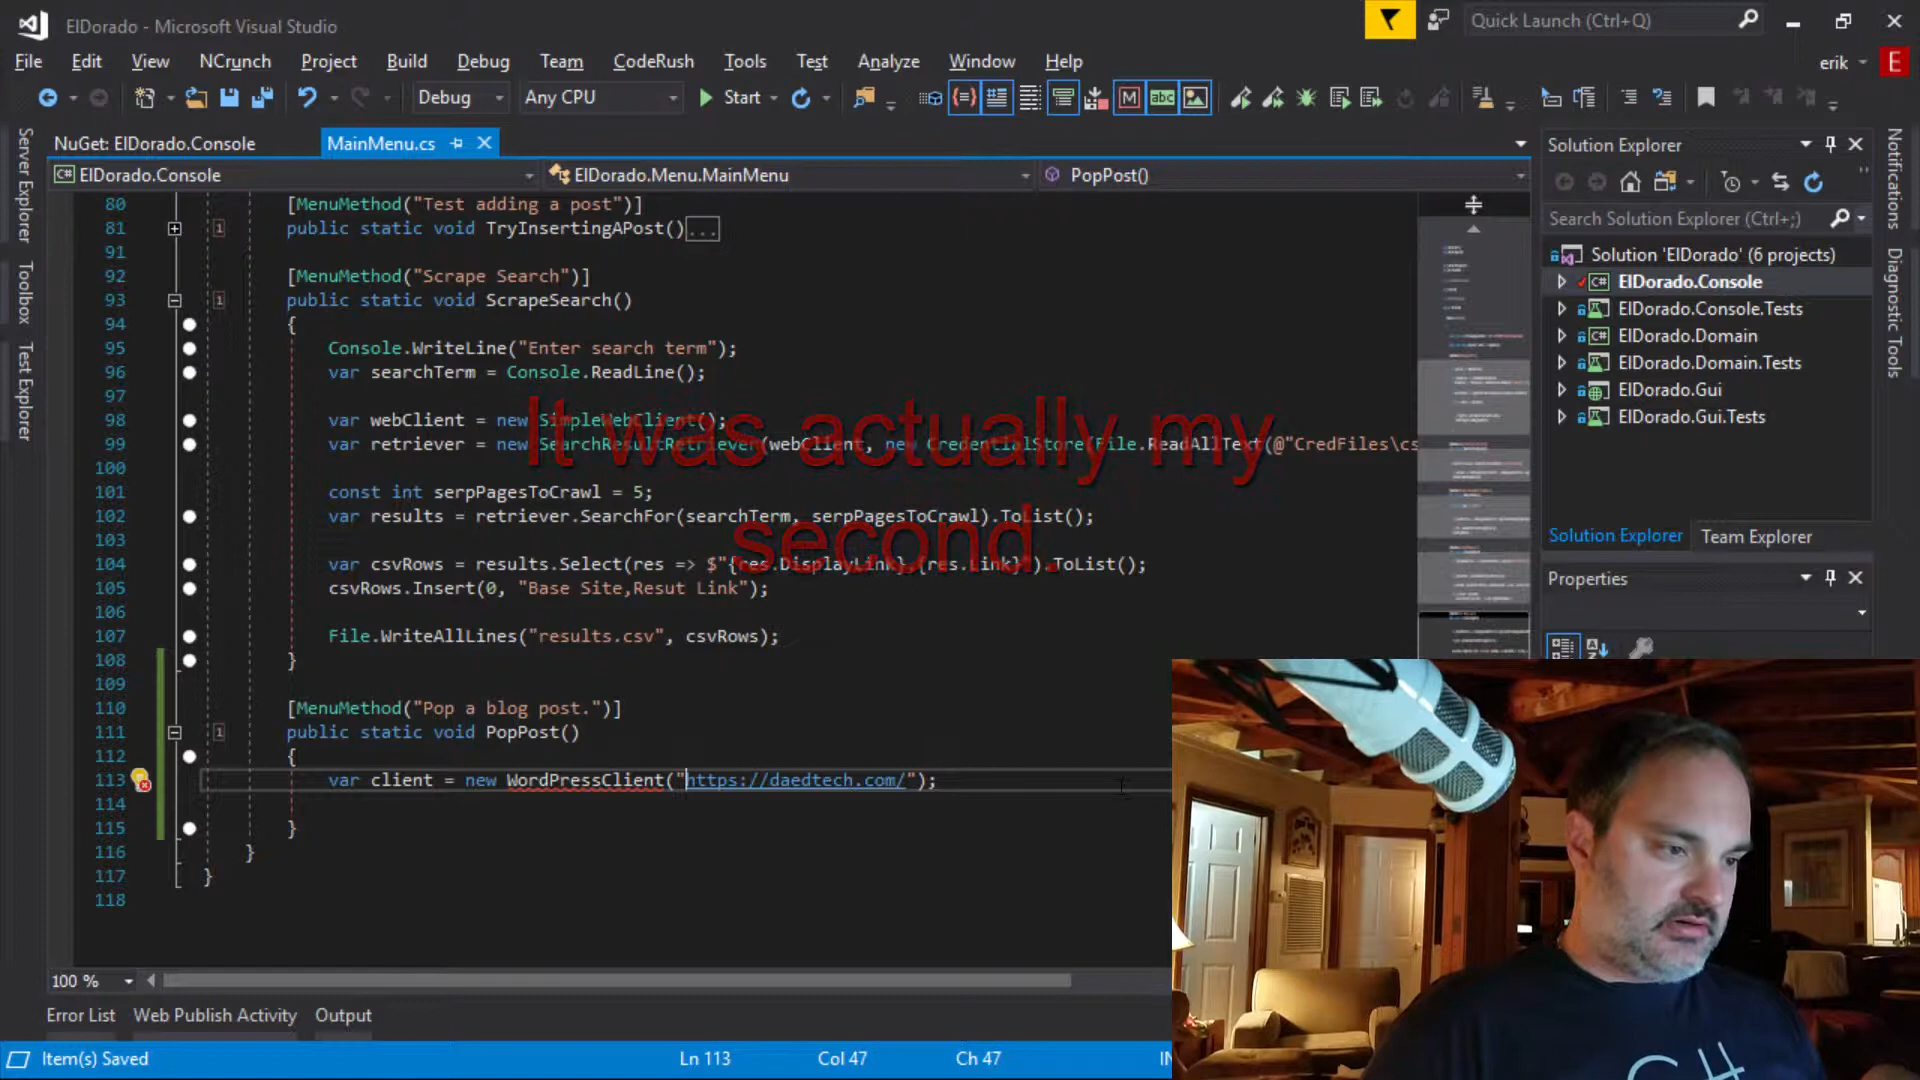 ElDorado - Microsoft Visual Studio
Quick Launch (Ctrl+Q)
File Edit View NCrunch Project Build Debug Team CodeRush Tools Test Analyze Window Help
erik E
Debug Any CPU Start
NuGet: ElDorado.Console MainMenu.cs
ElDorado.Console ElDorado.Menu.MainMenu PopPost()
Server Explorer
Toolbox
Test Explorer
80 [MenuMethod("Test adding a post")]
81 public static void TryInsertingAPost()...
91
92 [MenuMethod("Scrape Search")]
93 public static void ScrapeSearch()
94 {
95 Console.WriteLine("Enter search term");
96 var searchTerm = Console.ReadLine();
97
98 var webClient = new SimpleWebClient();
99 var retriever = new SearchResultRetriever(webClient, new CredentialStore(File.ReadAllText(@"CredFiles\cs
100
101 const int serpPagesToCrawl = 5;
102 var results = retriever.SearchFor(searchTerm, serpPagesToCrawl).ToList();
103
104 var csvRows = results.Select(res => $"{res.DisplayLink},{res.Link}").ToList();
105 csvRows.Insert(0, "Base Site,Resut Link");
106
107 File.WriteAllLines("results.csv", csvRows);
108 }
109
110 [MenuMethod("Pop a blog post.")]
111 public static void PopPost()
112 {
113 var client = new WordPressClient("https://daedtech.com/");
114
115 }
116 }
117 }
118
It was actually my
second.
Solution Explorer
Search Solution Explorer (Ctrl+;)
Solution 'ElDorado' (6 projects)
ElDorado.Console
ElDorado.Console.Tests
ElDorado.Domain
ElDorado.Domain.Tests
ElDorado.Gui
ElDorado.Gui.Tests
Solution Explorer Team Explorer
Properties
Notifications
Diagnostic Tools
100 %
Error List Web Publish Activity Output
Item(s) Saved Ln 113 Col 47 Ch 47 IN